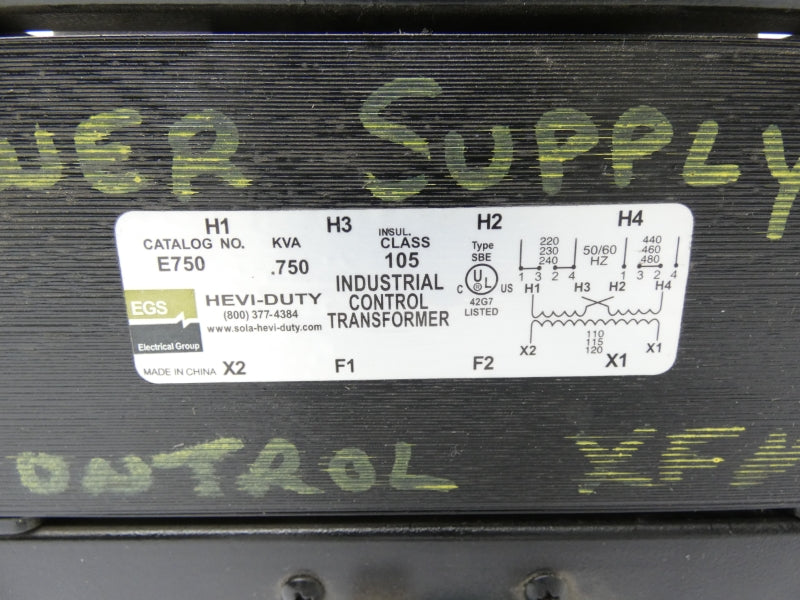 WER SUPPLY
H1 H3 H2 H4
CATALOG NO. KVA INSUL. CLASS
E750 .750 105
INDUSTRIAL
CONTROL
TRANSFORMER
EGS
Electrical Group
HEVI-DUTY
(800) 377-4384
www.sola-hevi-duty.com
Type
SBE
C UL ® US
42G7
LISTED
220
230
240
50/60
HZ
440
460
480
1 3 2 4 1 3 2 4
H1 H3 H2 H4
110
115
120
X2 X1
MADE IN CHINA X2 F1 F2 X1
ONTROL XF